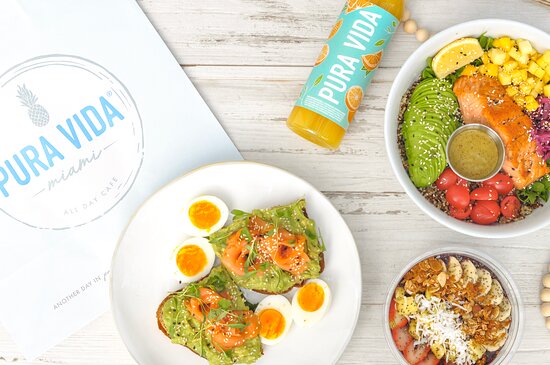 PURA VIDA®
miami
ALL DAY CAFE
ANOTHER DAY IN
PURA VIDA